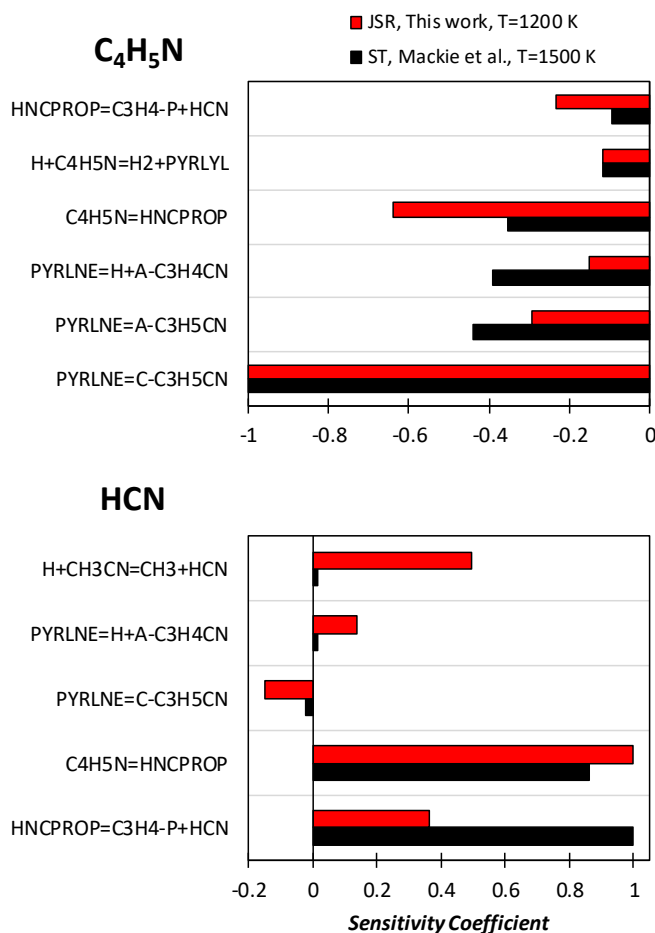 C4H5N
JSR, This work, T=1200 K
ST, Mackie et al., T=1500 K
HNCPROP=C3H4-P+HCN
H+C4H5N=H2+PYRLYL
C4H5N=HNCPROP
PYRLNE=H+A-C3H4CN
PYRLNE=A-C3H5CN
PYRLNE=C-C3H5CN
-1 -0.8 -0.6 -0.4 -0.2 0
HCN
H+CH3CN=CH3+HCN
PYRLNE=H+A-C3H4CN
PYRLNE=C-C3H5CN
C4H5N=HNCPROP
HNCPROP=C3H4-P+HCN
-0.2 0 0.2 0.4 0.6 0.8 1
Sensitivity Coefficient